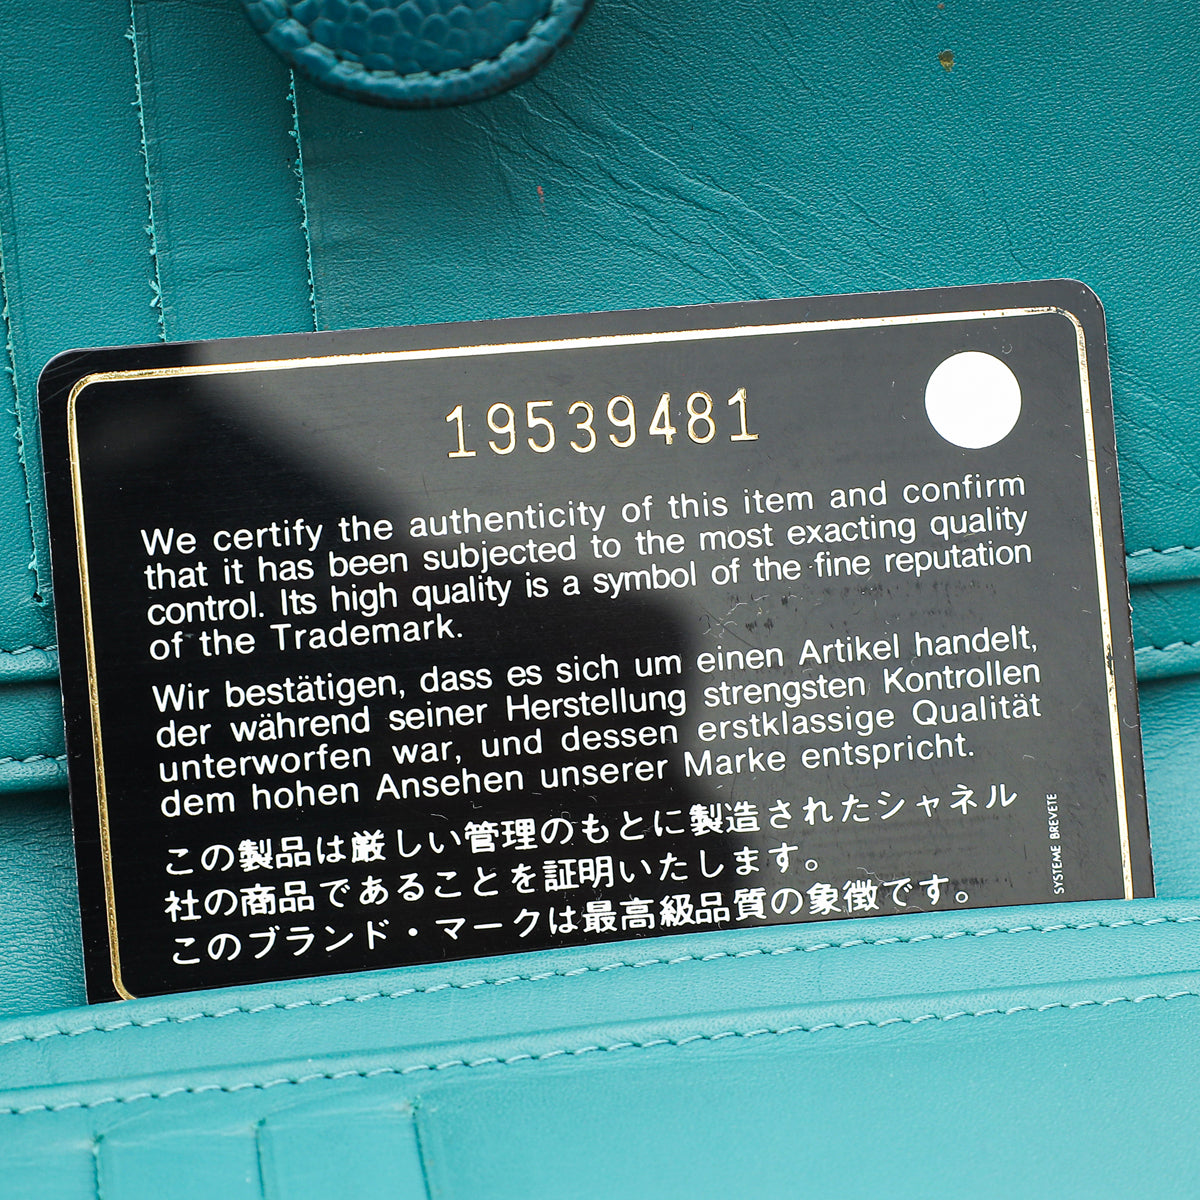 19539481
We certify the authenticity of this item and confirm
that it has been subjected to the most exacting quality
control. Its high quality is a symbol of the fine reputation
of the Trademark.
Wir bestätigen, dass es sich um einen Artikel handelt,
der während seiner Herstellung strengsten Kontrollen
unterworfen war, und dessen erstklassige Qualität
dem hohen Ansehen unserer Marke entspricht.
この製品は厳しい管理のもとに製造されたシャネル
社の商品であることを証明いたします。
このブランド・マークは最高級品質の象徴です。
SYSTEME BREVETE